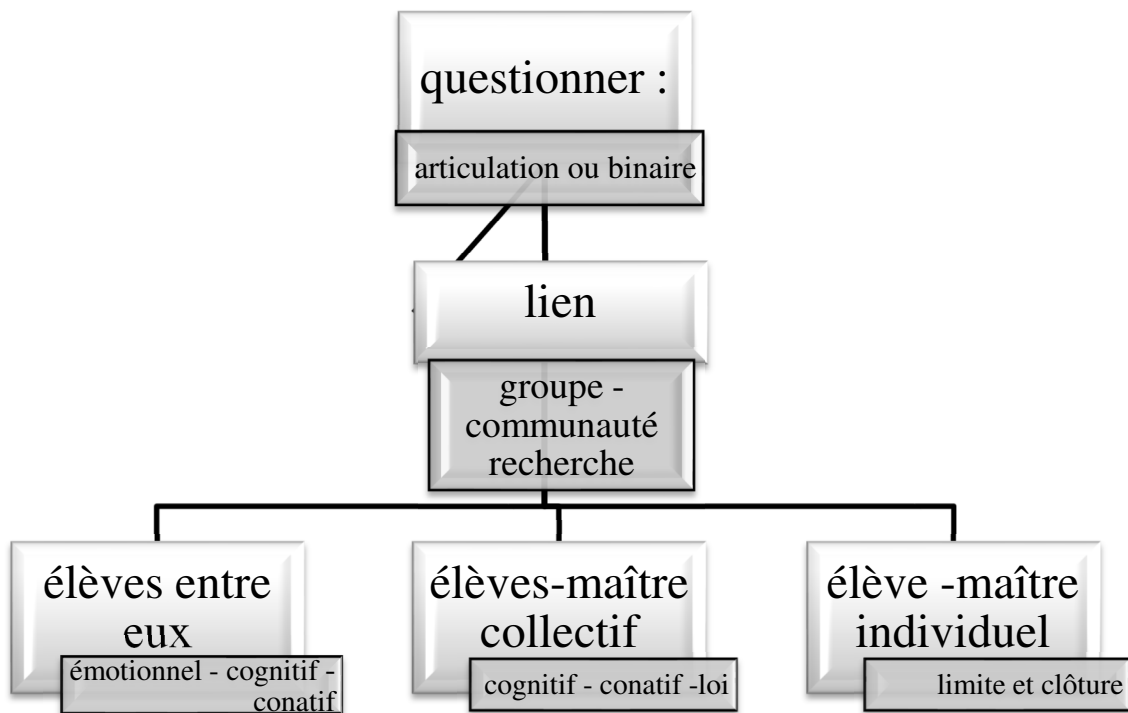 questionner :
articulation ou binaire
lien
groupe -
communauté
recherche
élèves entre
eux
émotionnel - cognitif -
conatif
élèves-maître
collectif
cognitif - conatif -loi
élève -maître
individuel
limite et clôture